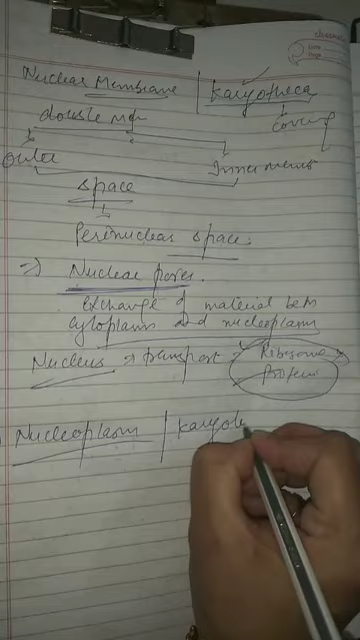 Nuclear Membrane | Karyotheca
double mem
covering
Outer
Inner mem
Space
Perinuclear space.
⇒ Nuclear pores.
exchange of material betn
cytoplasm and nucleoplasm
Nucleus → transport → Ribosome
Protein
Nucleoplasm | Karyol